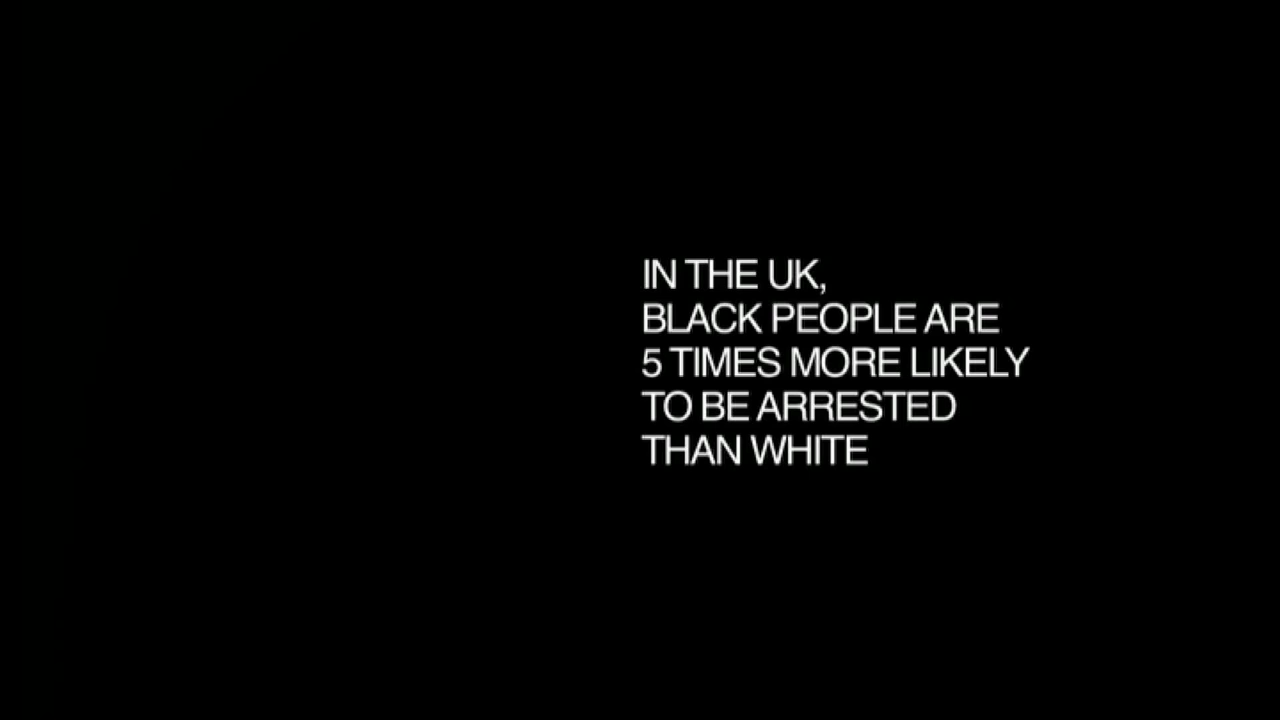 IN THE UK,
BLACK PEOPLE ARE
5 TIMES MORE LIKELY
TO BE ARRESTED
THAN WHITE